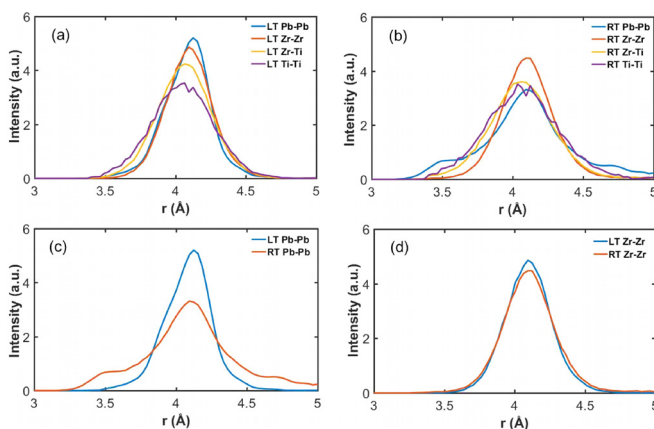 (a)
LT Pb-Pb
LT Zr-Zr
LT Zr-Ti
LT Ti-Ti
Intensity (a.u.)
6
4
2
0
3 3.5 4 4.5 5
r (Å)
(b)
RT Pb-Pb
RT Zr-Zr
RT Zr-Ti
RT Ti-Ti
Intensity (a.u.)
6
4
2
0
3 3.5 4 4.5 5
r (Å)
(c)
LT Pb-Pb
RT Pb-Pb
Intensity (a.u.)
6
4
2
0
3 3.5 4 4.5 5
r (Å)
(d)
LT Zr-Zr
RT Zr-Zr
Intensity (a.u.)
6
4
2
0
3 3.5 4 4.5 5
r (Å)